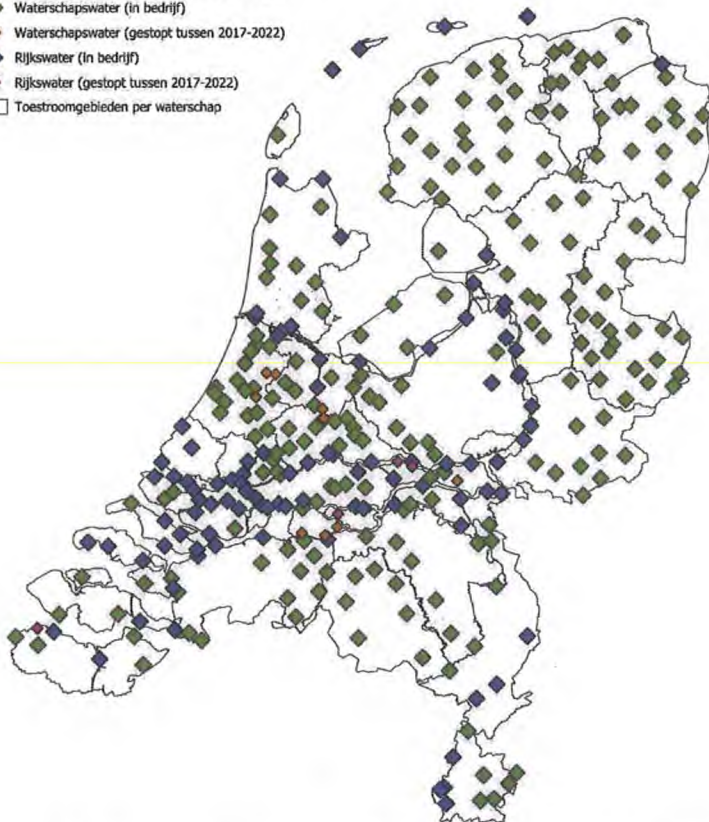 Waterschapswater (in bedrijf)
Waterschapswater (gestopt tussen 2017-2022)
Rijkswater (in bedrijf)
Rijkswater (gestopt tussen 2017-2022)
Toestroomgebieden per waterschap